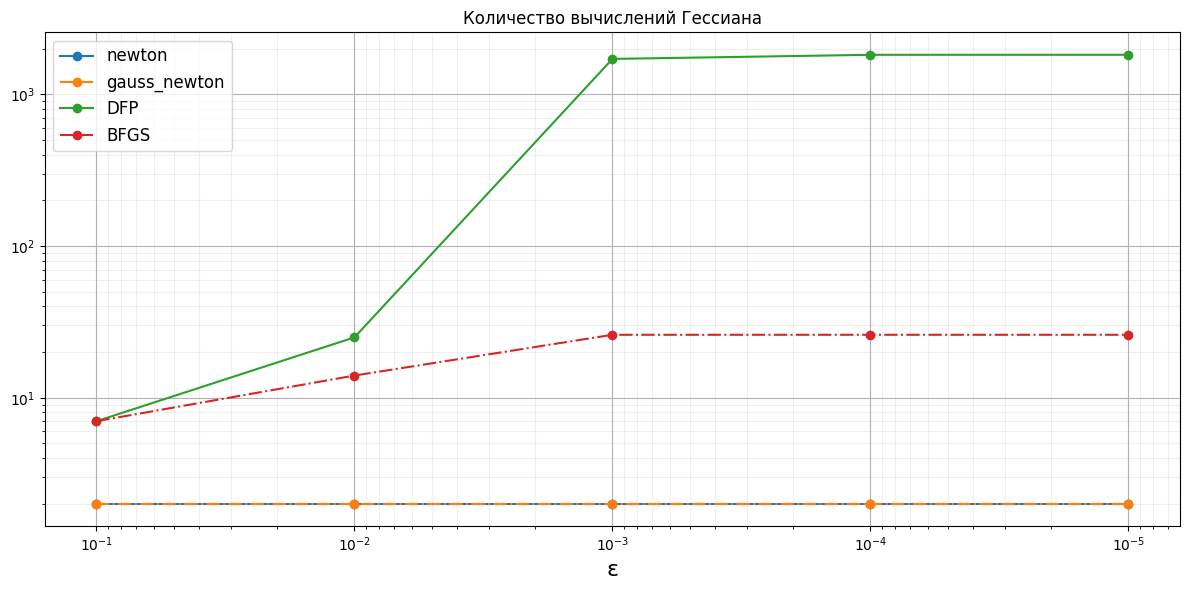 Количество вычислений Гессиана
newton
gauss_newton
DFP
BFGS
10³
10²
10¹
10⁻¹ 10⁻² 10⁻³ 10⁻⁴ 10⁻⁵
ε